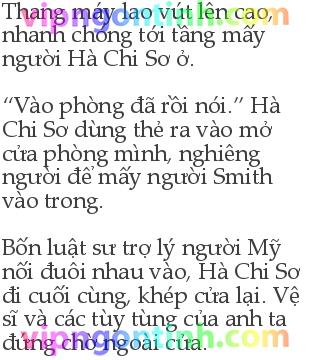 Thang máy lao vút lên cao,
nhanh chóng tới tầng mấy
người Hà Chi Sơ ở.
“Vào phòng đã rồi nói.” Hà
Chi Sơ dùng thẻ ra vào mở
cửa phòng mình, nghiêng
người để mấy người Smith
vào trong.
Bốn luật sư trợ lý người Mỹ
nối đuôi nhau vào, Hà Chi Sơ
đi cuối cùng, khép cửa lại. Vệ
sĩ và các tùy tùng của anh ta
đứng chờ ngoài cửa.
vipngontinh.com
vipngontinh.com